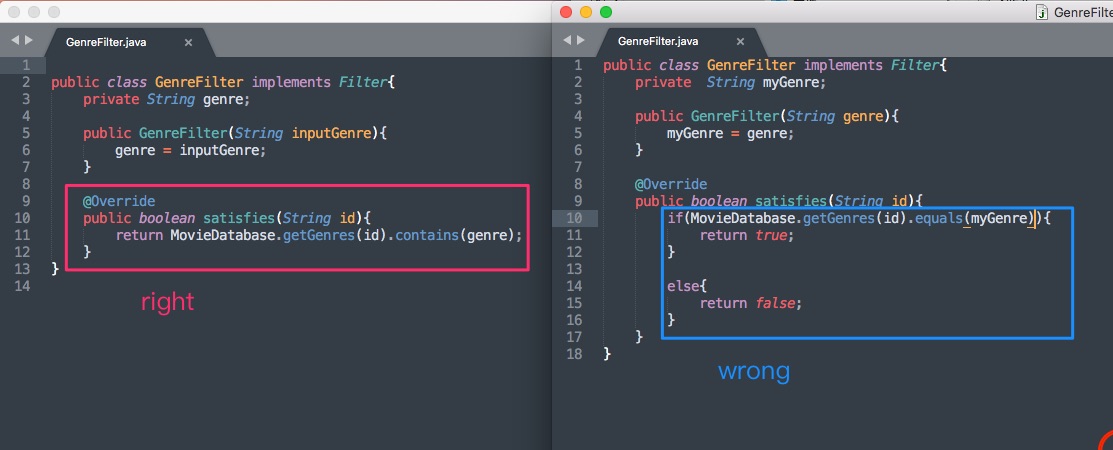 GenreFilter.java
1
2 public class GenreFilter implements Filter{
3 private String genre;
4
5 public GenreFilter(String inputGenre){
6 genre = inputGenre;
7 }
8
9 @Override
10 public boolean satisfies(String id){
11 return MovieDatabase.getGenres(id).contains(genre);
12 }
13 }
14
right
GenreFilte
GenreFilter.java
1 public class GenreFilter implements Filter{
2 private String myGenre;
3
4 public GenreFilter(String genre){
5 myGenre = genre;
6 }
7
8 @Override
9 public boolean satisfies(String id){
10 if(MovieDatabase.getGenres(id).equals(myGenre)){
11 return true;
12 }
13
14 else{
15 return false;
16 }
17 }
18 }
wrong